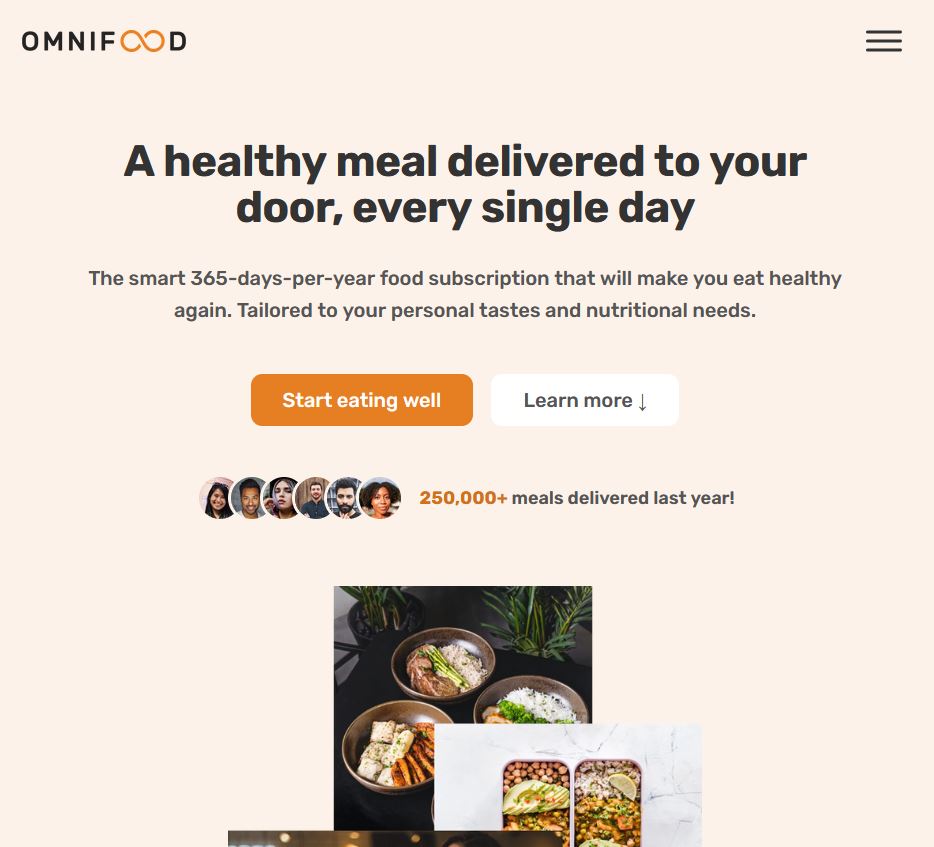 OMNIFOOD
A healthy meal delivered to your
door, every single day
The smart 365-days-per-year food subscription that will make you eat healthy
again. Tailored to your personal tastes and nutritional needs.
Start eating well
Learn more ↓
250,000+ meals delivered last year!